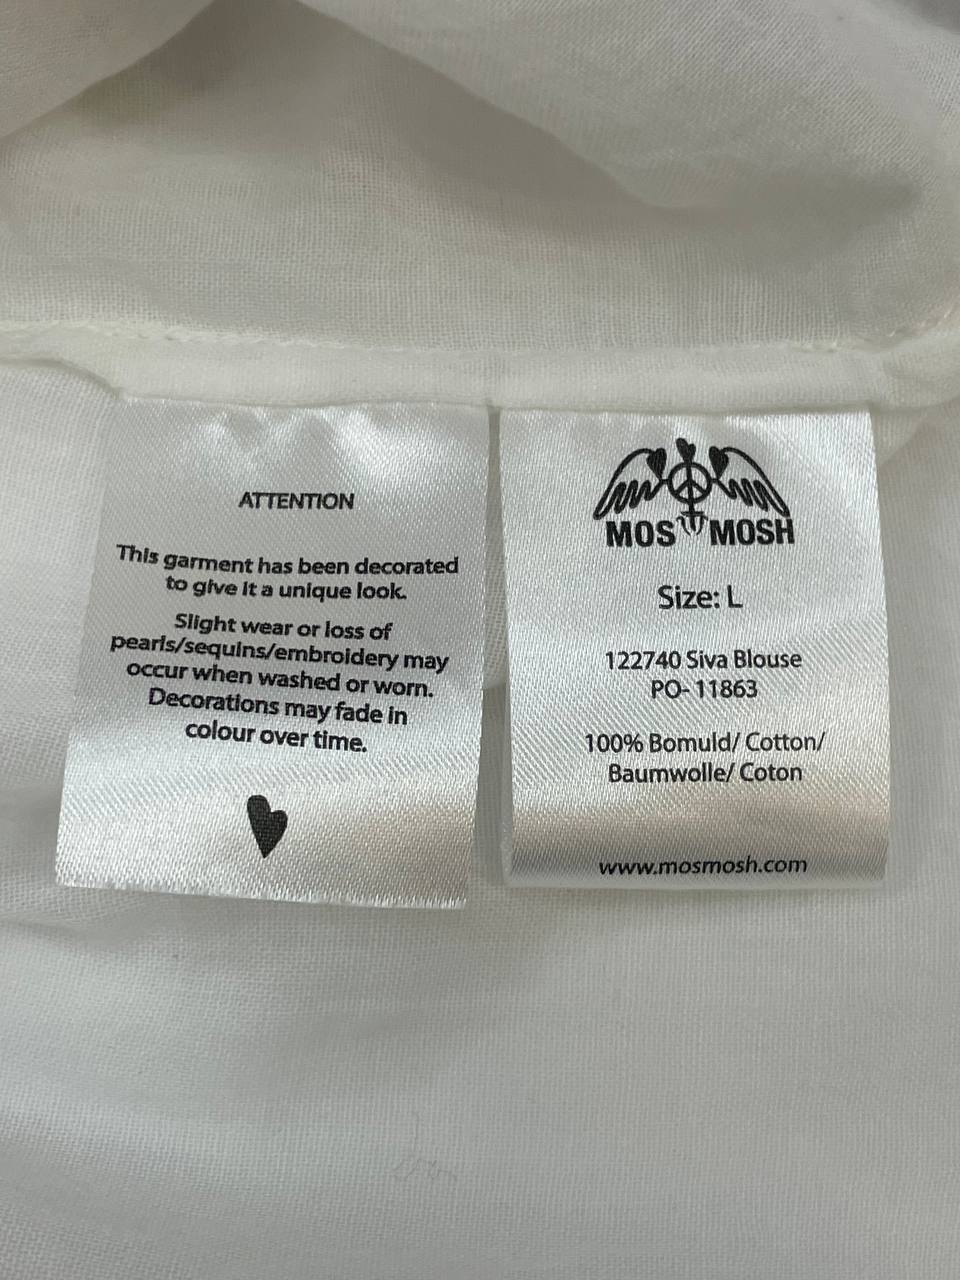 ATTENTION
This garment has been decorated
to give it a unique look.
Slight wear or loss of
pearls/sequins/embroidery may
occur when washed or worn.
Decorations may fade in
colour over time.
MOS MOSH
Size: L
122740 Siva Blouse
PO- 11863
100% Bomuld/ Cotton/
Baumwolle/ Coton
www.mosmosh.com